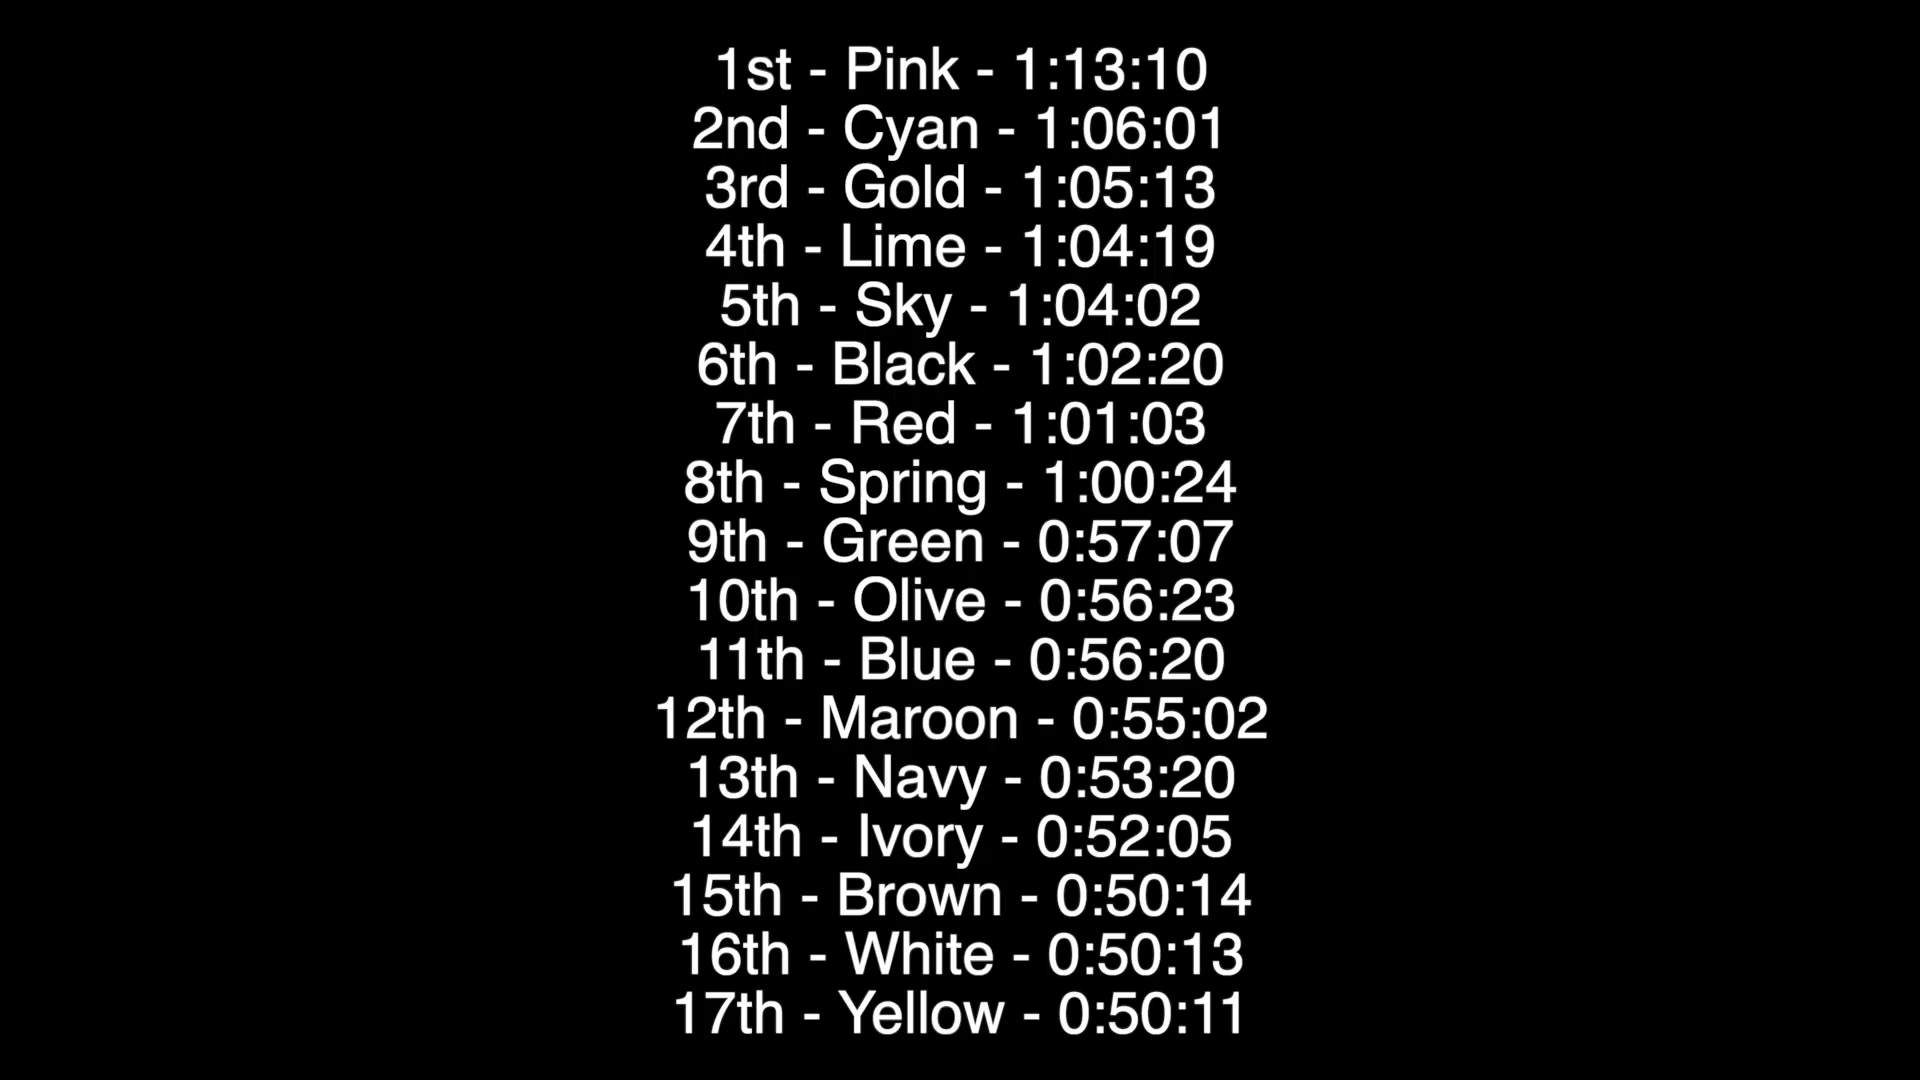 1st - Pink - 1:13:10
2nd - Cyan - 1:06:01
3rd - Gold - 1:05:13
4th - Lime - 1:04:19
5th - Sky - 1:04:02
6th - Black - 1:02:20
7th - Red - 1:01:03
8th - Spring - 1:00:24
9th - Green - 0:57:07
10th - Olive - 0:56:23
11th - Blue - 0:56:20
12th - Maroon - 0:55:02
13th - Navy - 0:53:20
14th - Ivory - 0:52:05
15th - Brown - 0:50:14
16th - White - 0:50:13
17th - Yellow - 0:50:11